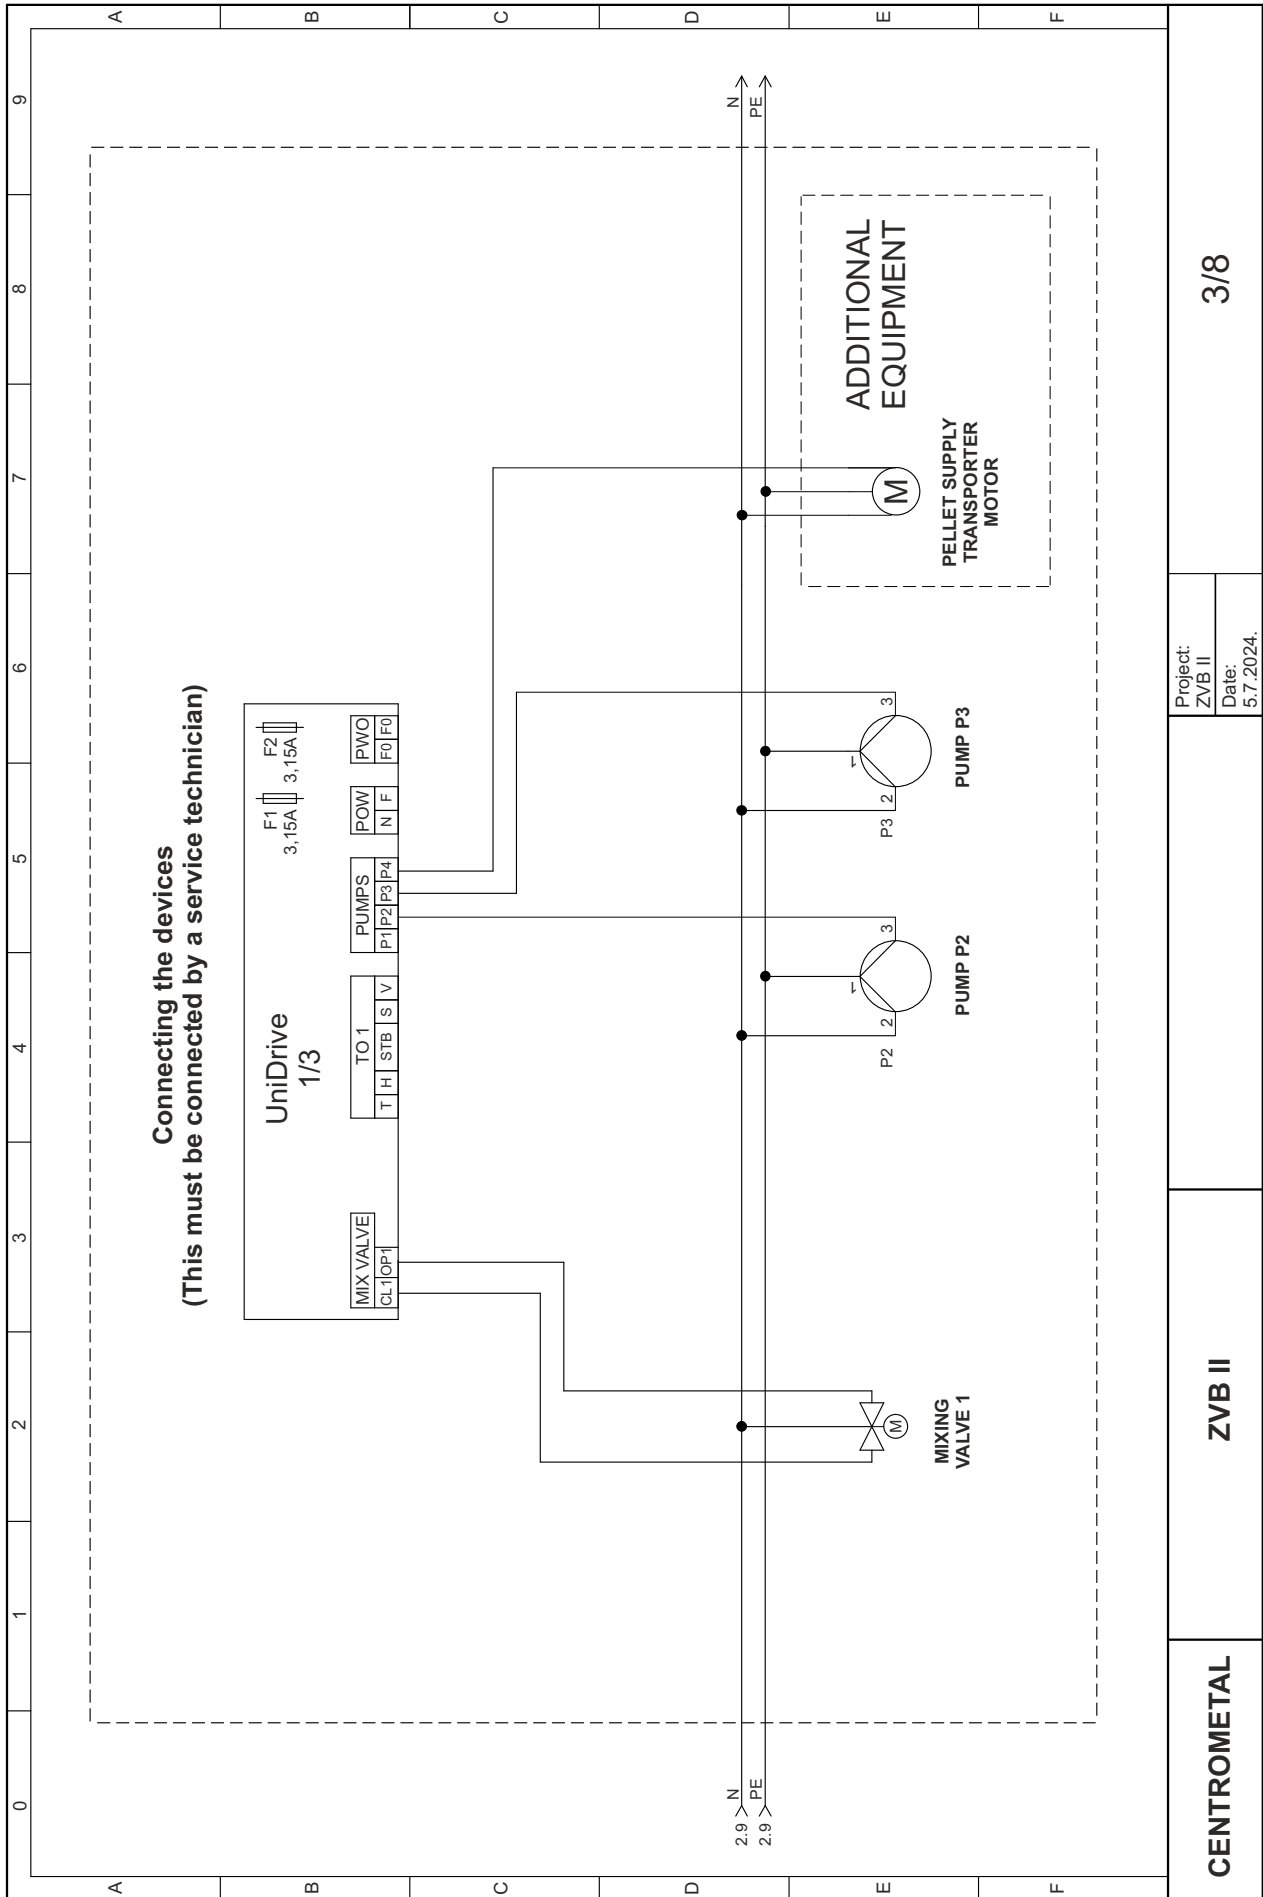 0 1 2 3 4 5 6 7 8 9
A
A
B
B
C
C
D
D
E
E
F
F
Connecting the devices
(This must be connected by a service technician)
UniDrive
1/3
F1
3,15A
F2
3,15A
MIX VALVE
CL1 OP1
TO 1
T H STB S V
PUMPS
P1 P2 P3 P4
POW
N F
PWO
F0 F0
2.9 N
2.9 PE
N
PE
M
MIXING
VALVE 1
P2 2 1 3
PUMP P2
P3 2 1 3
PUMP P3
M
PELLET SUPPLY
TRANSPORTER
MOTOR
ADDITIONAL
EQUIPMENT
CENTROMETAL
ZVB II
Project:
ZVB II
Date:
5.7.2024.
3/8